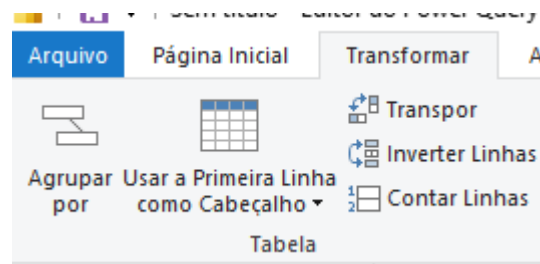 Sem título - Editor do Power Query
Arquivo Página Inicial Transformar A
Agrupar por
Usar a Primeira Linha como Cabeçalho
Transpor
Inverter Linhas
Contar Linhas
Tabela